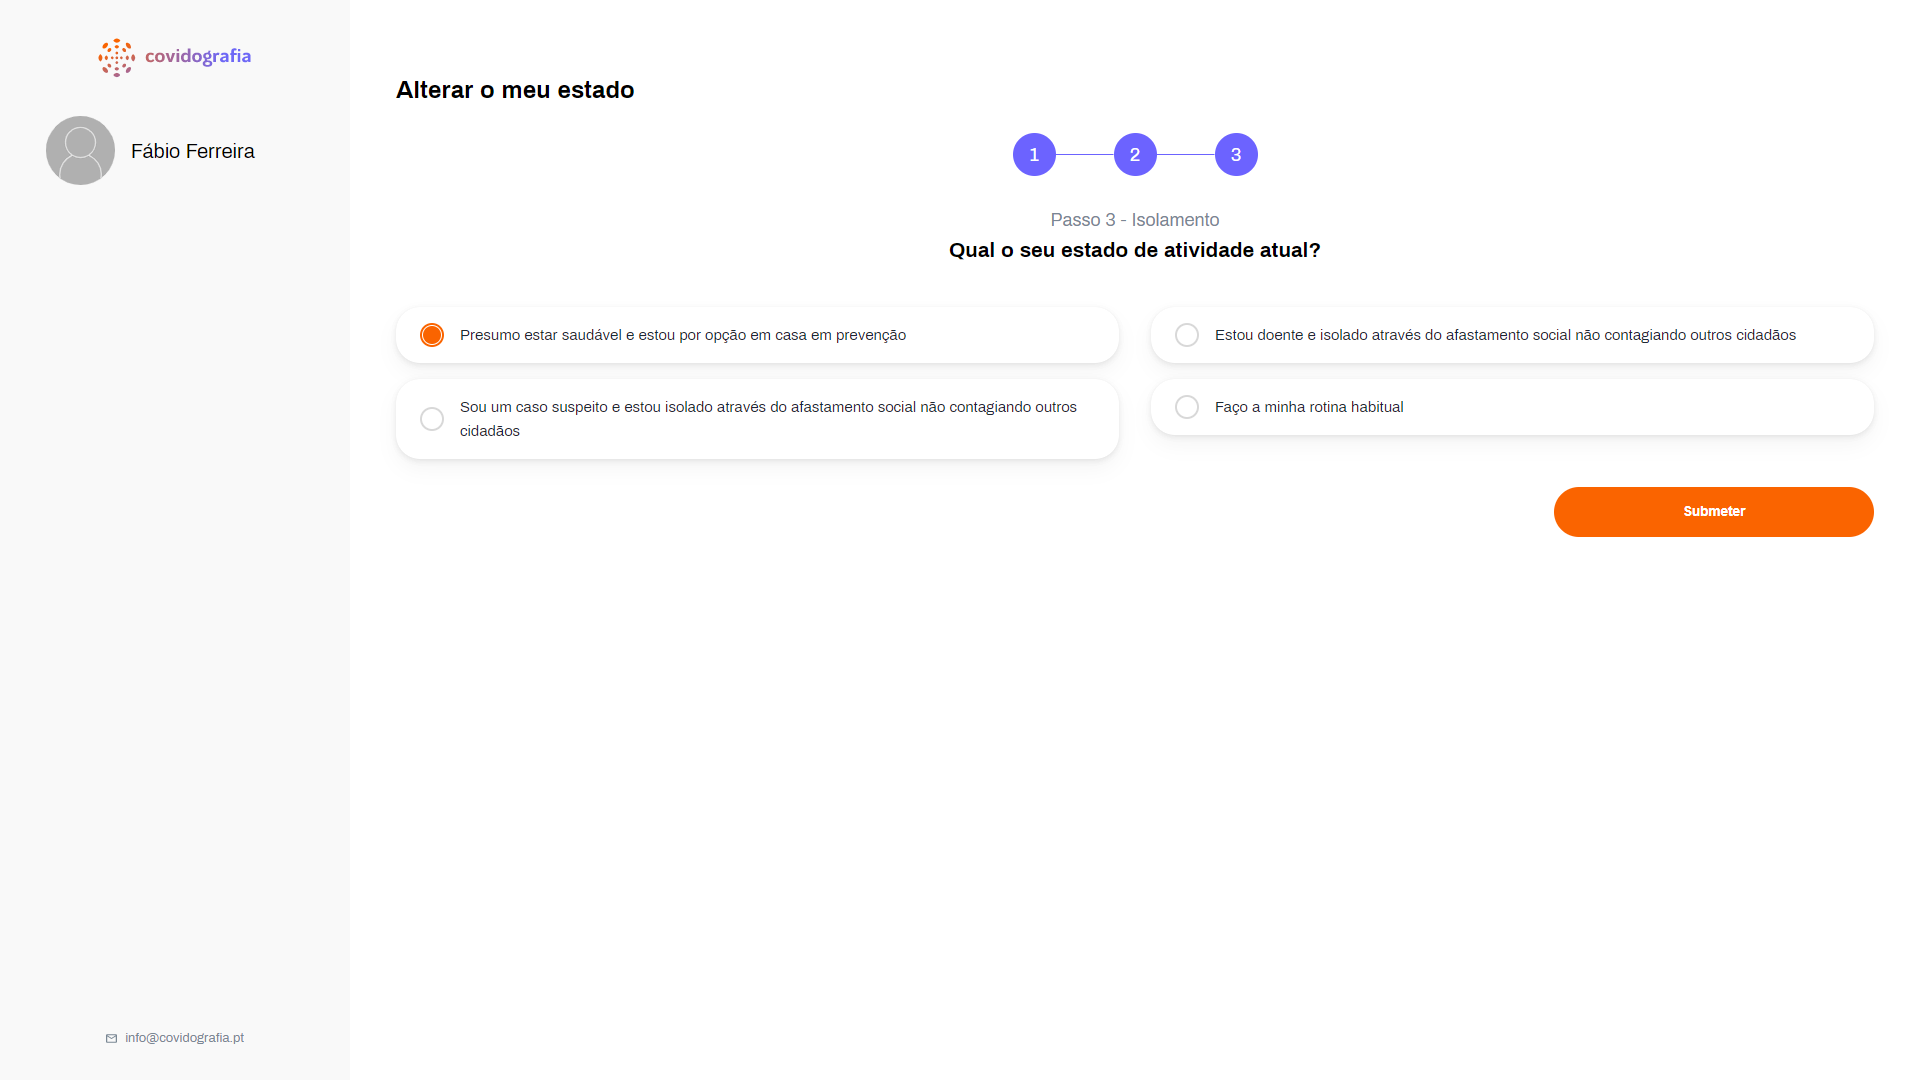 covidografia
Fábio Ferreira
Alterar o meu estado
1
2
3
Passo 3 - Isolamento
Qual o seu estado de atividade atual?
Presumo estar saudável e estou por opção em casa em prevenção
Estou doente e isolado através do afastamento social não contagiando outros cidadãos
Sou um caso suspeito e estou isolado através do afastamento social não contagiando outros
cidadãos
Faço a minha rotina habitual
Submeter
info@covidografia.pt